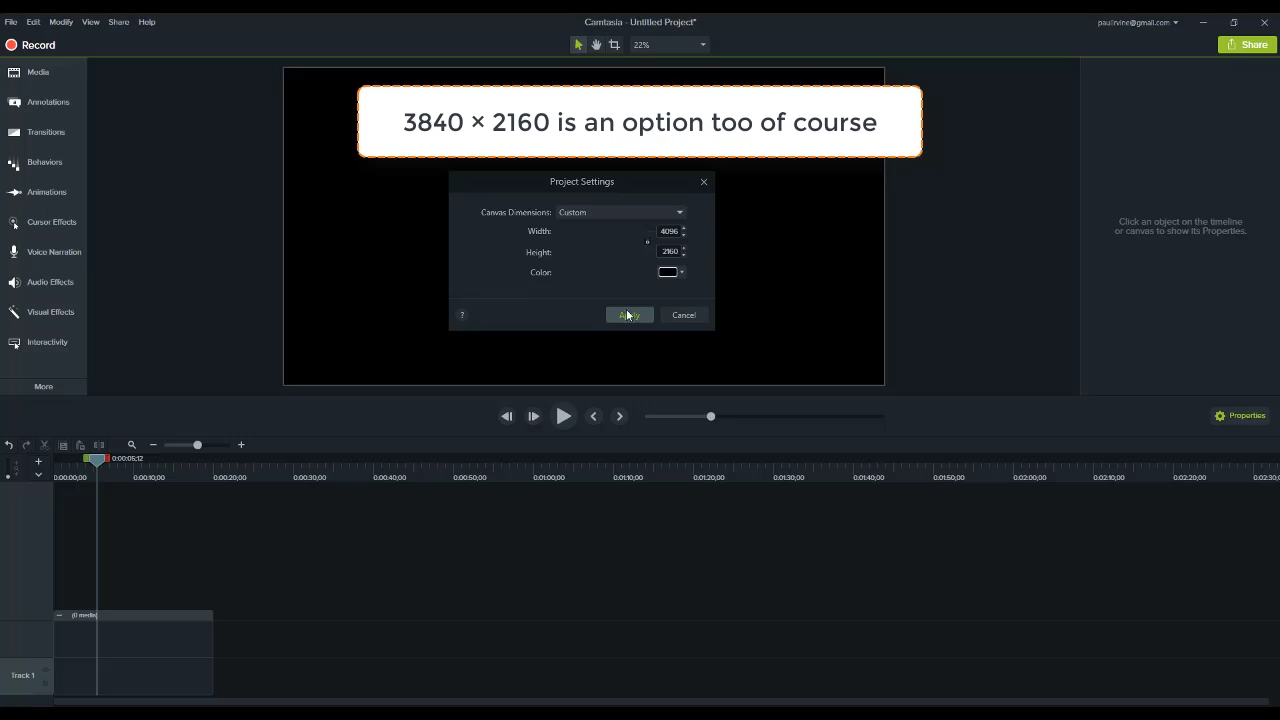 File Edit Modify View Share Help
Camtasia - Untitled Project*
paulirvine@gmail.com
Record
22%
Share
Media
Annotations
Transitions
Behaviors
Animations
Cursor Effects
Voice Narration
Audio Effects
Visual Effects
Interactivity
More
3840 × 2160 is an option too of course
Project Settings
Canvas Dimensions: Custom
Width: 4096
Height: 2160
Color:
? Apply Cancel
Click an object on the timeline
or canvas to show its Properties.
Properties
0:00:05;12
0:00:00;00 0:00:10;00 0:00:20;00 0:00:30;00 0:00:40;00 0:00:50;00 0:01:00;00 0:01:10;00 0:01:20;00 0:01:30;00 0:01:40;00 0:01:50;00 0:02:00;00 0:02:10;00 0:02:20;00
(0 media)
Track 1